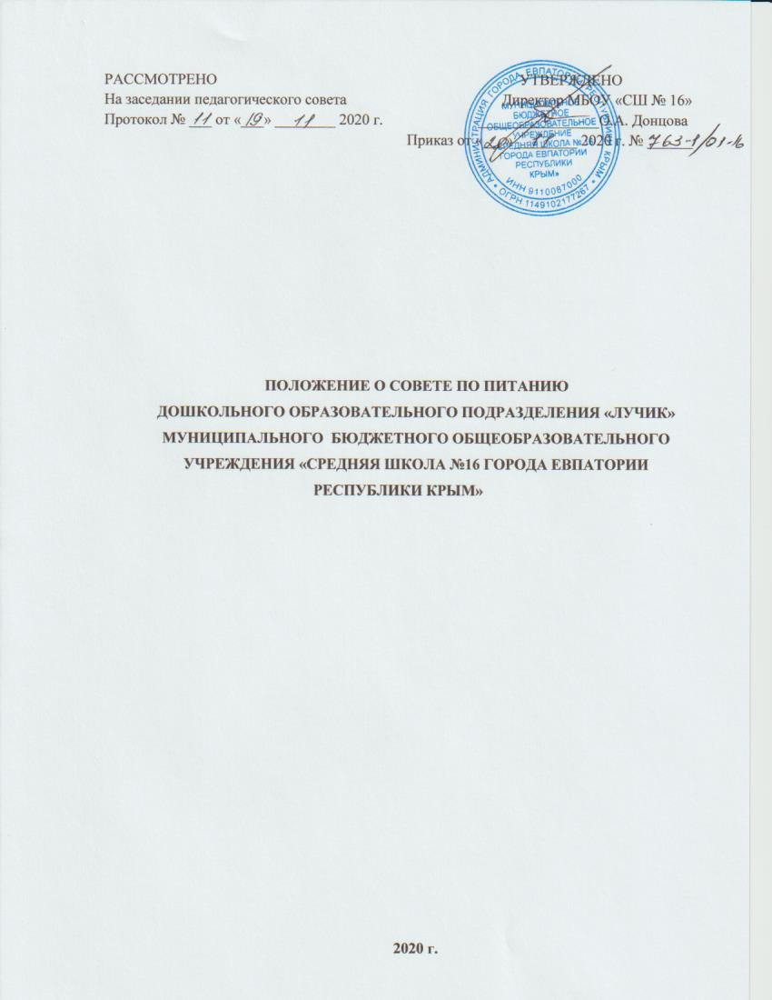 РАССМОТРЕНО
На заседании педагогического совета
Протокол № 11 от «19» 11 2020 г.
УТВЕРЖДЕНО
Директор МБОУ «СШ № 16»
О.А. Донцова
Приказ от «20» 11 2020 г. № 763-1/01-16
АДМИНИСТРАЦИЯ ГОРОДА ЕВПАТОРИИ РЕСПУБЛИКИ КРЫМ
МУНИЦИПАЛЬНОЕ
БЮДЖЕТНОЕ
ОБЩЕОБРАЗОВАТЕЛЬНОЕ
УЧРЕЖДЕНИЕ
«СРЕДНЯЯ ШКОЛА №16
ГОРОДА ЕВПАТОРИИ
РЕСПУБЛИКИ
КРЫМ»
ИНН 9110087000
ОГРН 1149102177267
ПОЛОЖЕНИЕ О СОВЕТЕ ПО ПИТАНИЮ
ДОШКОЛЬНОГО ОБРАЗОВАТЕЛЬНОГО ПОДРАЗДЕЛЕНИЯ «ЛУЧИК»
МУНИЦИПАЛЬНОГО БЮДЖЕТНОГО ОБЩЕОБРАЗОВАТЕЛЬНОГО
УЧРЕЖДЕНИЯ «СРЕДНЯЯ ШКОЛА №16 ГОРОДА ЕВПАТОРИИ
РЕСПУБЛИКИ КРЫМ»
2020 г.